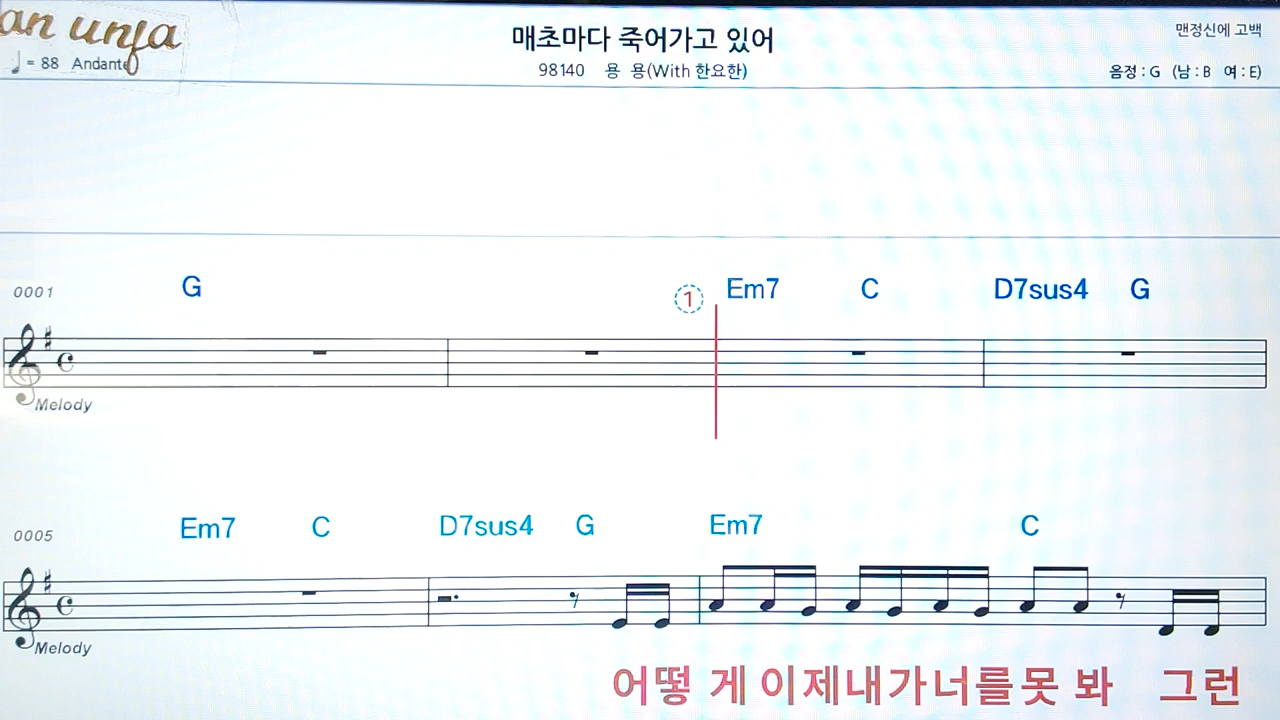 an unja
매초마다 죽어가고 있어
맨정신에 고백
♩= 88 Andante
98140 용 용(With 한요한)
음정 : G (남 : B 여 : E)
0001 G ① Em7 C D7sus4 G
Melody
0005 Em7 C D7sus4 G Em7 C
Melody
어떻 게 이제내가너를못 봐 그런